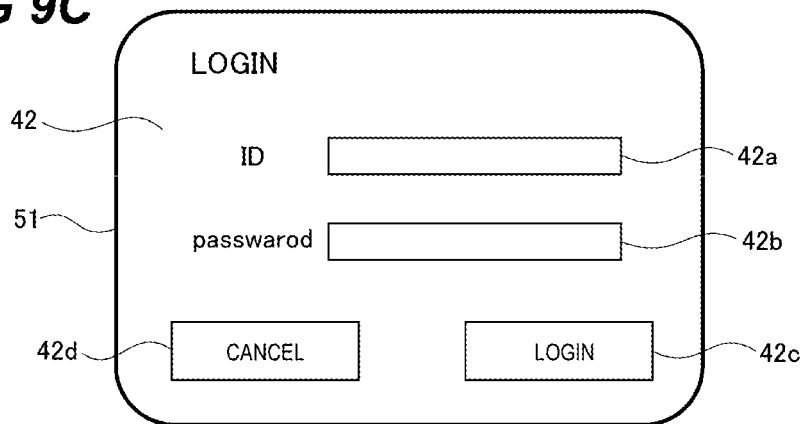 G 9C
LOGIN
42
ID
42a
51
passwarod
42b
42d
CANCEL
LOGIN
42c